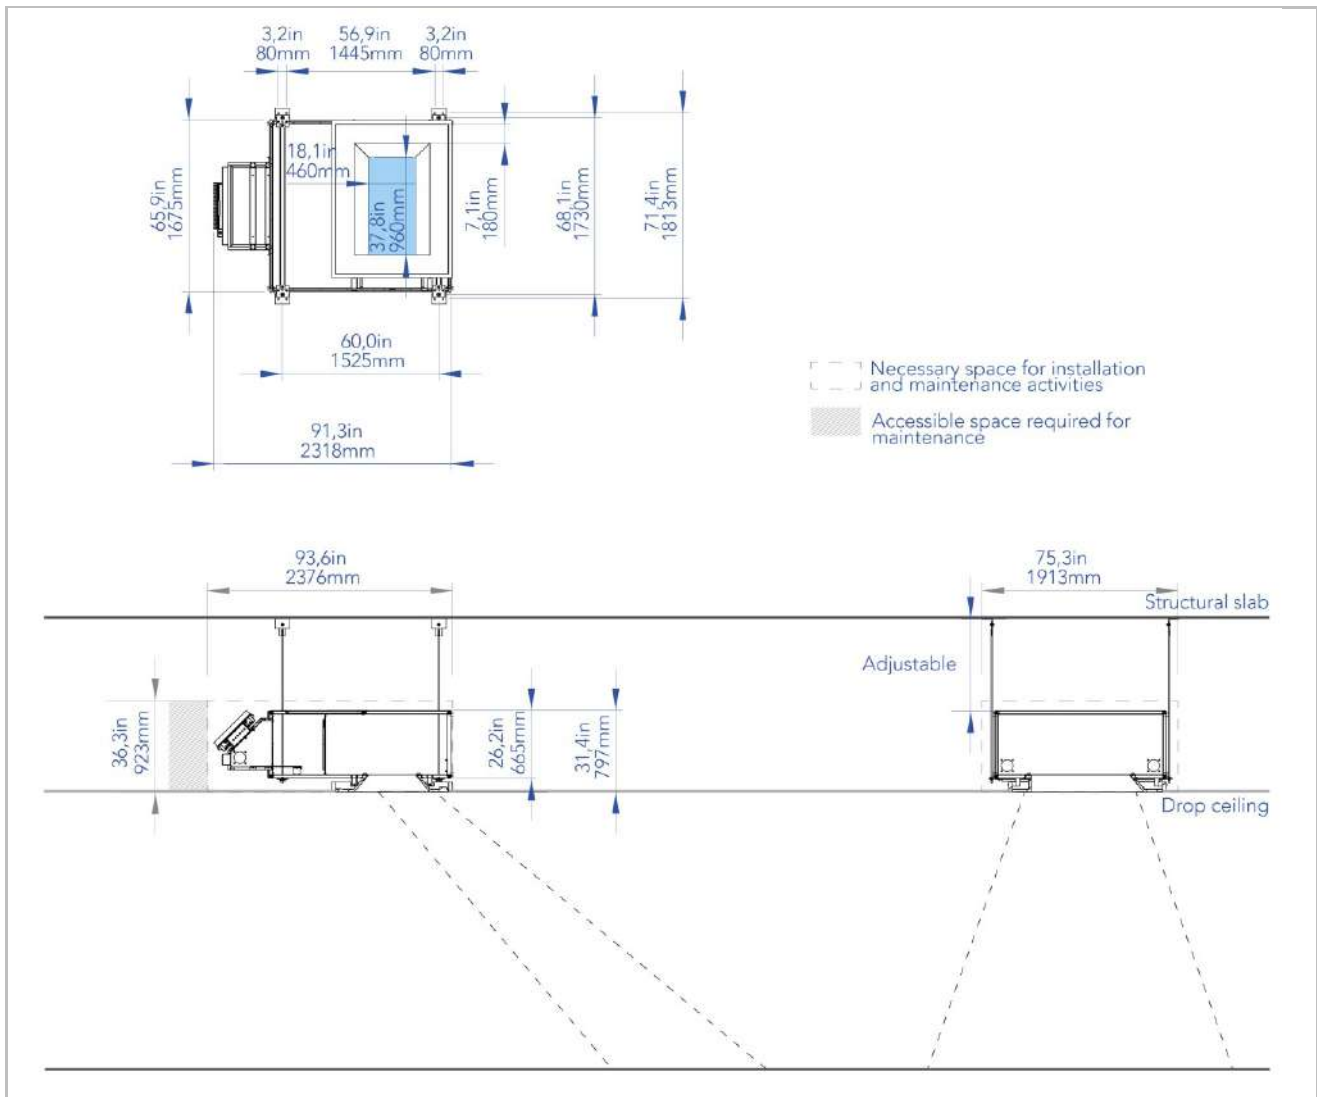 3,2in
80mm
56,9in
1445mm
3,2in
80mm
18,1in
460mm
37,8in
960mm
65,9in
1675mm
7,1in
180mm
68,1in
1730mm
71,4in
1813mm
60,0in
1525mm
91,3in
2318mm
Necessary space for installation
and maintenance activities
Accessible space required for
maintenance
93,6in
2376mm
75,3in
1913mm
Structural slab
Adjustable
36,3in
923mm
26,2in
665mm
31,4in
797mm
Drop ceiling